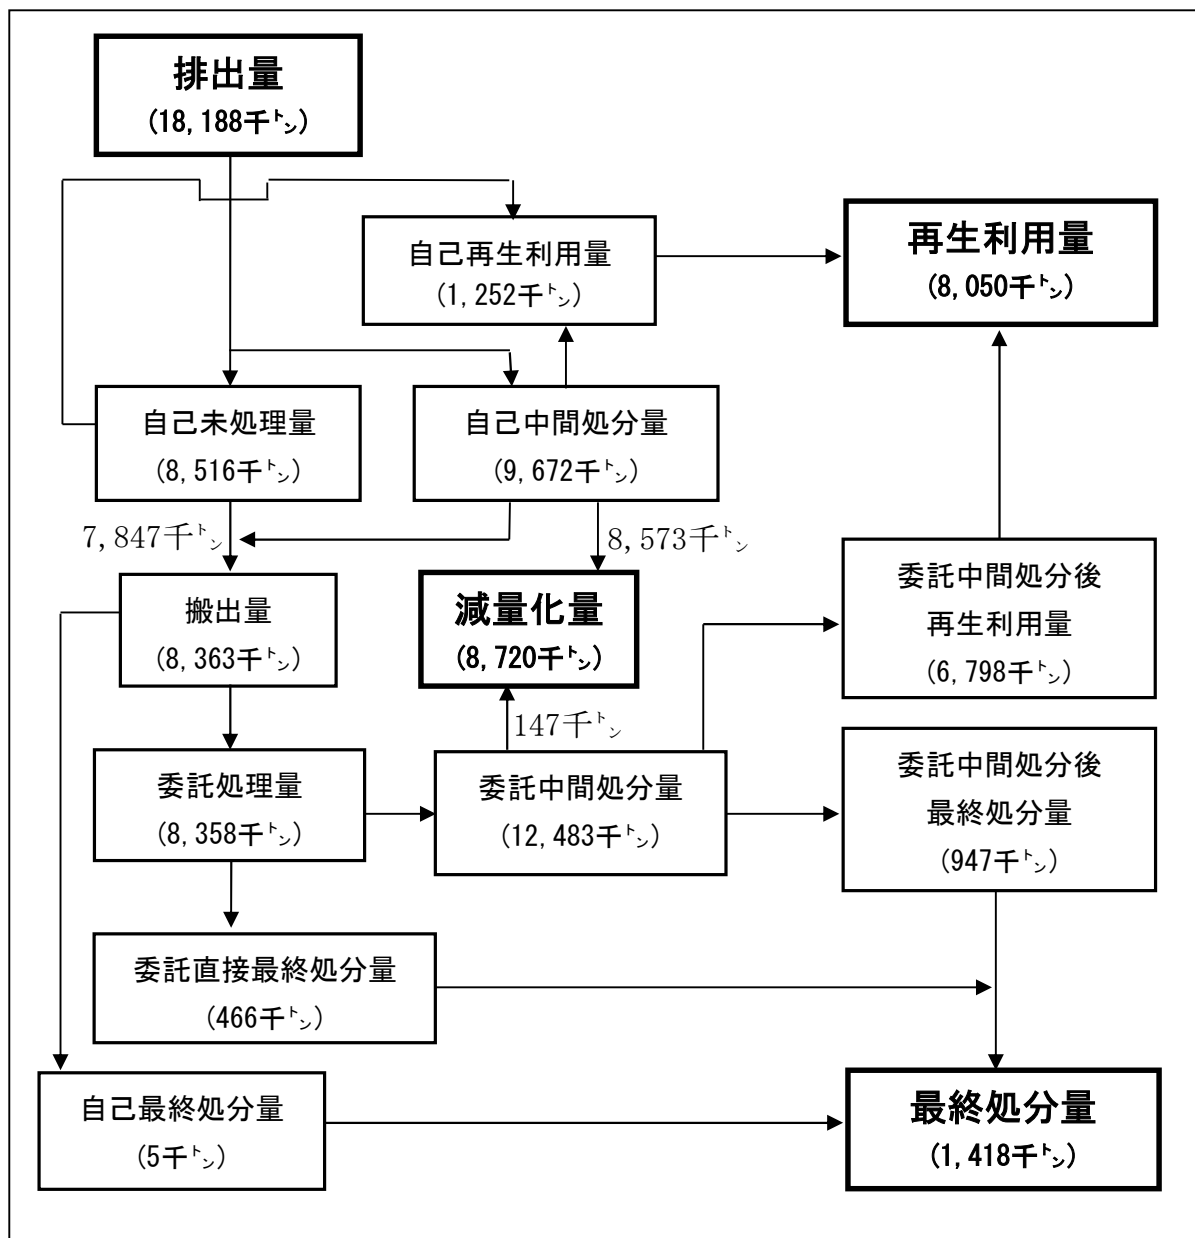 排出量
(18,188千㌧)
自己再生利用量
(1,252千㌧)
再生利用量
(8,050千㌧)
自己未処理量
(8,516千㌧)
自己中間処分量
(9,672千㌧)
7,847千㌧
8,573千㌧
搬出量
(8,363千㌧)
減量化量
(8,720千㌧)
委託中間処分後
再生利用量
(6,798千㌧)
147千㌧
委託処理量
(8,358千㌧)
委託中間処分量
(12,483千㌧)
委託中間処分後
最終処分量
(947千㌧)
委託直接最終処分量
(466千㌧)
自己最終処分量
(5千㌧)
最終処分量
(1,418千㌧)